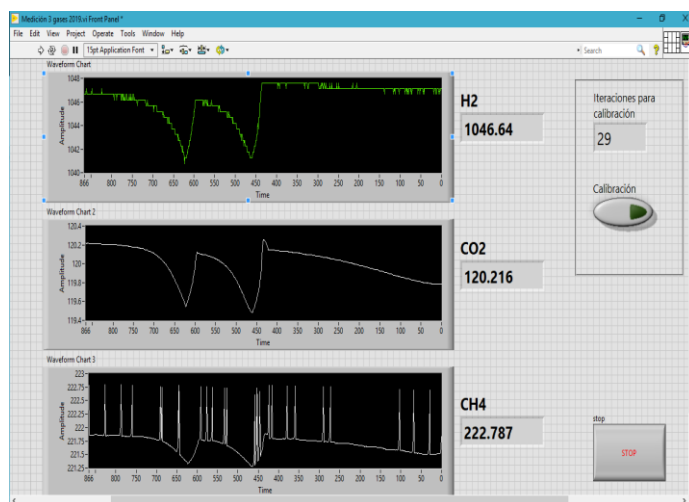 Medición 3 gases 2019.vi Front Panel *
File Edit View Project Operate Tools Window Help
15pt Application Font Search
Waveform Chart
1048
1046
1044
1042
1040
Amplitude
866 800 750 700 650 600 550 500 450 400 350 300 250 200 150 100 50 0
Time
H2
1046.64
Iteraciones para
calibración
29
Calibración
Waveform Chart 2
120.4
120.2
120
119.8
119.6
119.4
Amplitude
866 800 750 700 650 600 550 500 450 400 350 300 250 200 150 100 50 0
Time
CO2
120.216
Waveform Chart 3
223
222.75
222.5
222.25
222
221.75
221.5
221.25
Amplitude
866 800 750 700 650 600 550 500 450 400 350 300 250 200 150 100 50 0
Time
CH4
222.787
stop
STOP